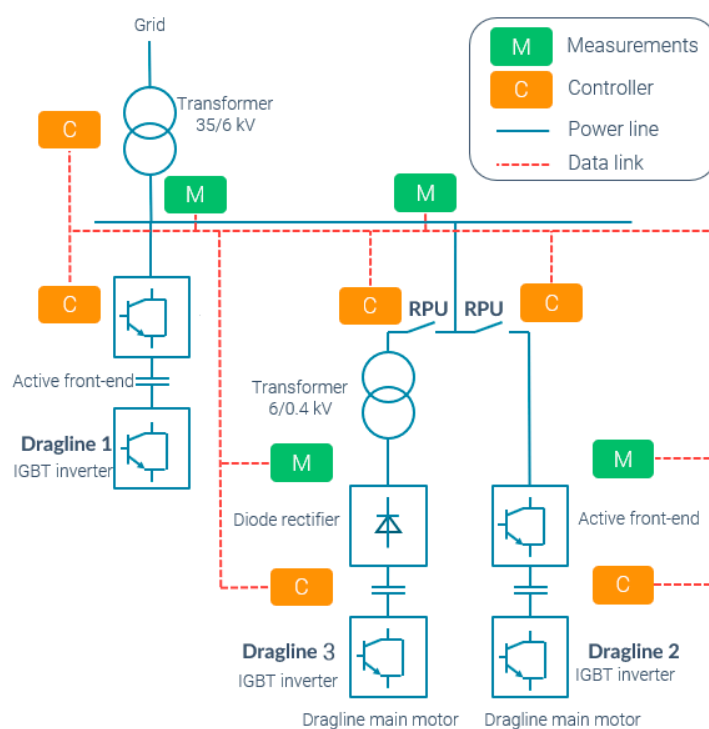 Grid
Transformer
35/6 kV
M
Measurements
C
Controller
Power line
Data link
C
M
M
C
C
C
RPU
RPU
Active front-end
Transformer
6/0.4 kV
Dragline 1
IGBT inverter
M
M
Diode rectifier
Active front-end
C
C
Dragline 3
IGBT inverter
Dragline 2
IGBT inverter
Dragline main motor
Dragline main motor